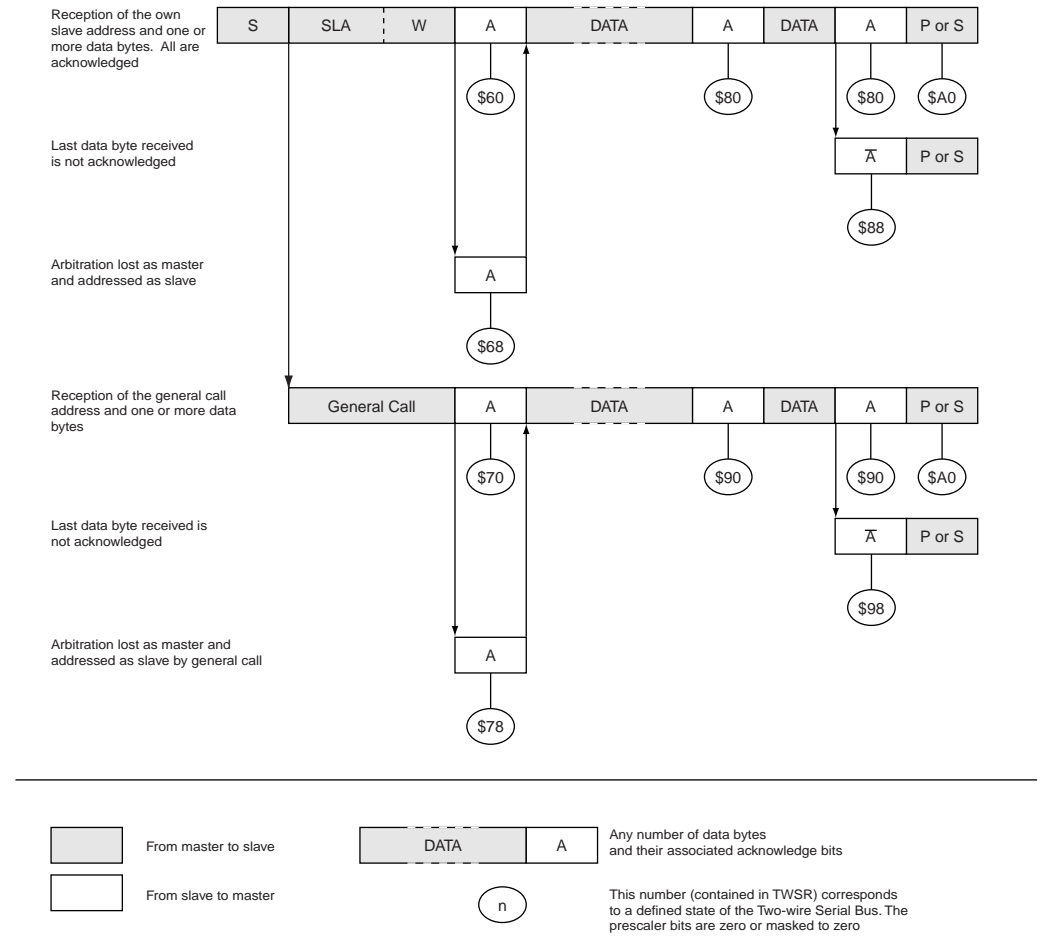 Reception of the own
slave address and one or
more data bytes. All are
acknowledged
S SLA W A DATA A DATA A P or S
$60 $80 $80 $A0
Last data byte received
is not acknowledged
A̅ P or S
$88
Arbitration lost as master
and addressed as slave
A
$68
Reception of the general call
address and one or more data
bytes
General Call A DATA A DATA A P or S
$70 $90 $90 $A0
Last data byte received is
not acknowledged
A̅ P or S
$98
Arbitration lost as master and
addressed as slave by general call
A
$78
From master to slave
DATA A
Any number of data bytes
and their associated acknowledge bits
From slave to master
n
This number (contained in TWSR) corresponds
to a defined state of the Two-wire Serial Bus. The
prescaler bits are zero or masked to zero